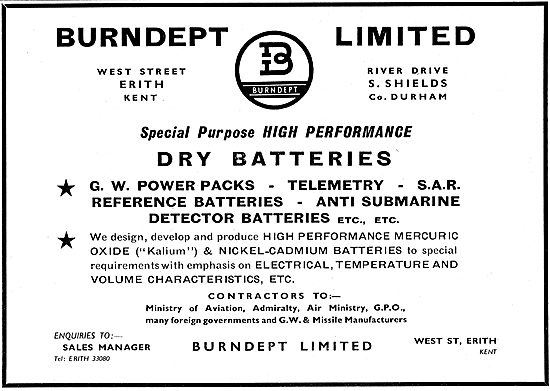 BURNDEPT LIMITED
WEST STREET
ERITH
KENT
B
BURNDEPT
RIVER DRIVE
S. SHIELDS
Co. DURHAM
Special Purpose HIGH PERFORMANCE
DRY BATTERIES
★ G. W. POWER PACKS - TELEMETRY - S.A.R.
REFERENCE BATTERIES - ANTI SUBMARINE
DETECTOR BATTERIES ETC., ETC.
★ We design, develop and produce HIGH PERFORMANCE MERCURIC
OXIDE ("Kalium") & NICKEL-CADMIUM BATTERIES to special
requirements with emphasis on ELECTRICAL, TEMPERATURE AND
VOLUME CHARACTERISTICS, ETC.
CONTRACTORS TO:—
Ministry of Aviation, Admiralty, Air Ministry, G.P.O.,
many foreign governments and G.W. & Missile Manufacturers
ENQUIRIES TO:—
SALES MANAGER
Tel: ERITH 33080
BURNDEPT LIMITED
WEST ST, ERITH
KENT